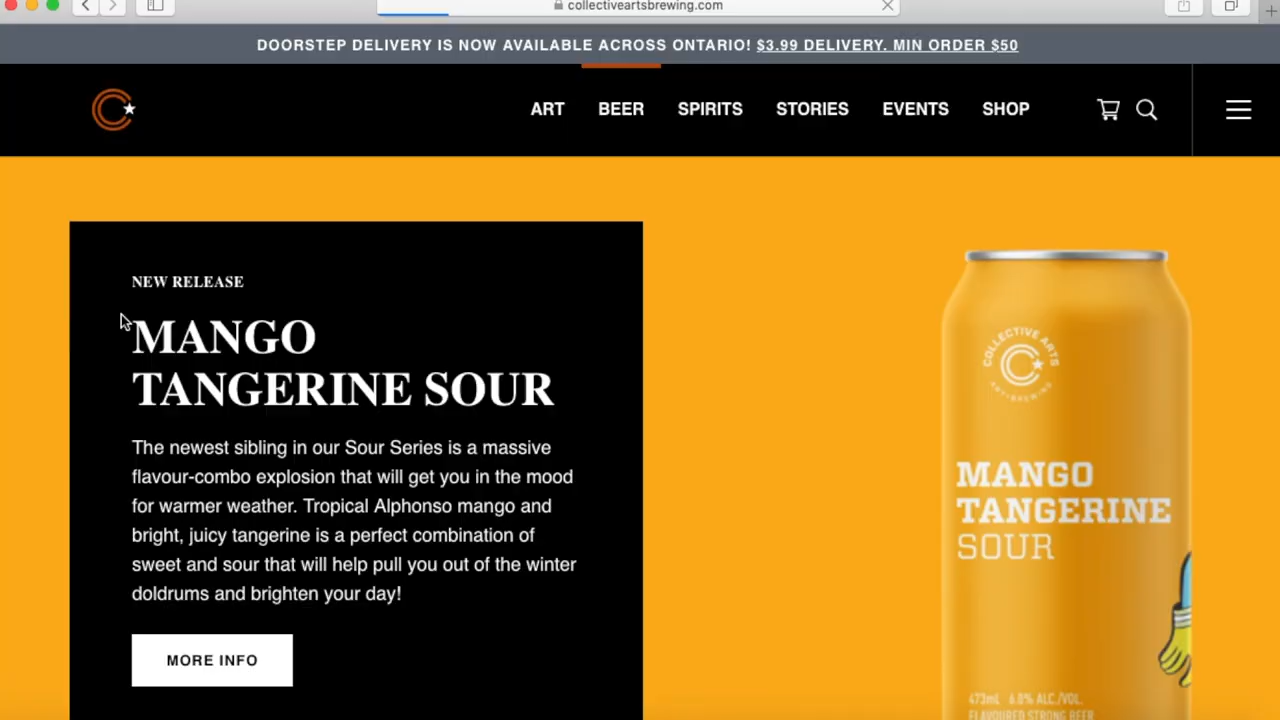 collectiveartsbrewing.com
DOORSTEP DELIVERY IS NOW AVAILABLE ACROSS ONTARIO! $3.99 DELIVERY. MIN ORDER $50
ART BEER SPIRITS STORIES EVENTS SHOP
NEW RELEASE
MANGO
TANGERINE SOUR
The newest sibling in our Sour Series is a massive
flavour-combo explosion that will get you in the mood
for warmer weather. Tropical Alphonso mango and
bright, juicy tangerine is a perfect combination of
sweet and sour that will help pull you out of the winter
doldrums and brighten your day!
MORE INFO
COLLECTIVE ARTS
ART+BREWING
MANGO
TANGERINE
SOUR
473mL 6.0% ALC./VOL.
FLAVOURED STRONG BEER